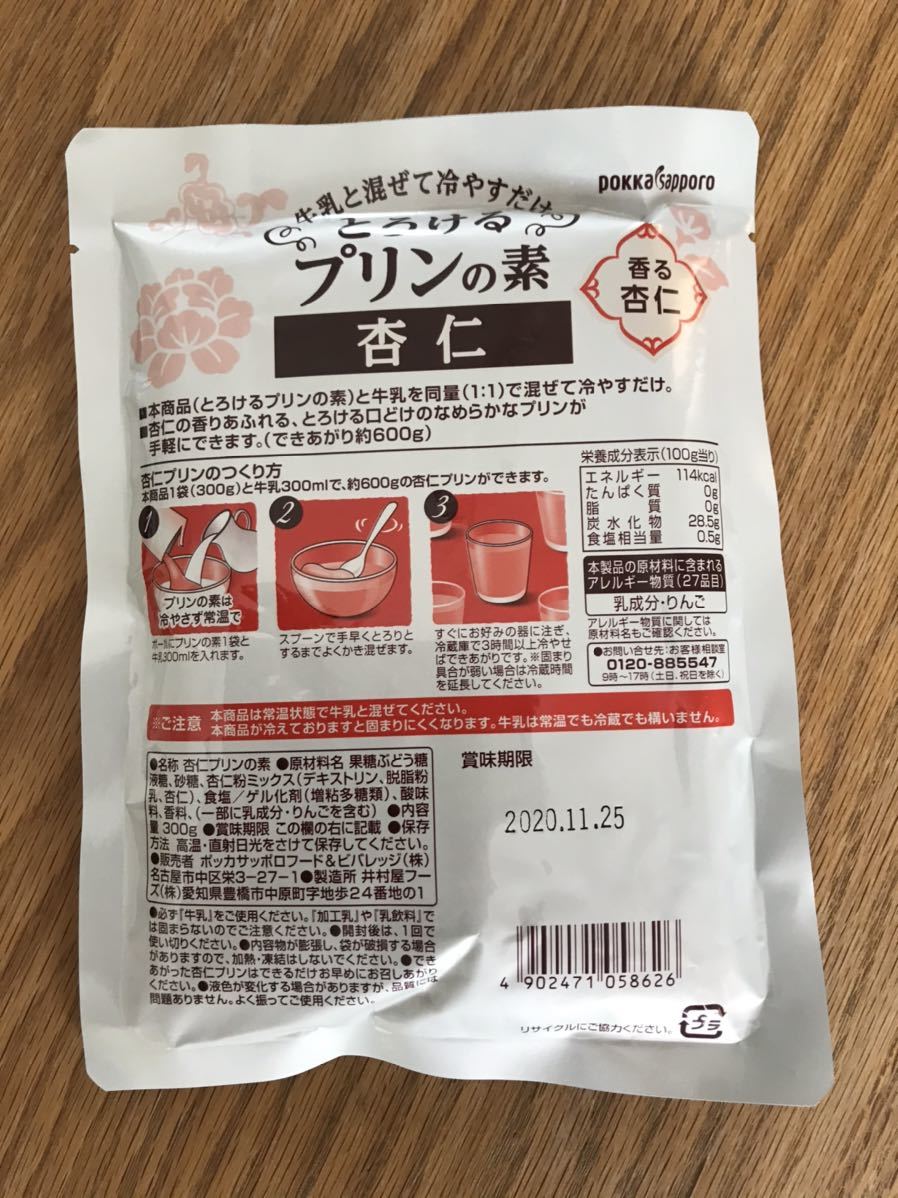 pokka sapporo
牛乳と混ぜて冷やすだけ
とろける
プリンの素
杏仁
香る
杏仁
■本商品(とろけるプリンの素)と牛乳を同量(1:1)で混ぜて冷やすだけ。
■杏仁の香りあふれる、とろける口どけのなめらかなプリンが
手軽にできます。(できあがり約600g)
杏仁プリンのつくり方
本商品1袋(300g)と牛乳300mlで、約600gの杏仁プリンができます。
1
プリンの素は
冷やさず常温で
ボールにプリンの素1袋と
牛乳300mlを入れます。
2
スプーンで手早くとろりと
するまでよくかき混ぜます。
3
すぐにお好みの器に注ぎ、
冷蔵庫で3時間以上冷やせ
ばできあがりです。※固まり
具合が弱い場合は冷蔵時間
を延長してください。
栄養成分表示(100g当り)
エネルギー 114kcal
たんぱく質 0g
脂質 0g
炭水化物 28.5g
食塩相当量 0.5g
本製品の原材料に含まれる
アレルギー物質(27品目)
乳成分・りんご
アレルギー物質に関しては
原材料名もご確認ください。
●お問い合せ先:お客様相談室
0120-885547
9時~17時(土日、祝日を除く)
※ご注意 本商品は常温状態で牛乳と混ぜてください。
本商品が冷えておりますと固まりにくくなります。牛乳は常温でも冷蔵でも構いません。
●名称 杏仁プリンの素 ●原材料名 果糖ぶどう糖
液糖、砂糖、杏仁粉ミックス(デキストリン、脱脂粉
乳、杏仁)、食塩/ゲル化剤(増粘多糖類)、酸味
料、香料、(一部に乳成分・りんごを含む) ●内容
量 300g ●賞味期限 この欄の右に記載 ●保存
方法 高温・直射日光をさけて保存してください。
●販売者 ポッカサッポロフード&ビバレッジ(株)
名古屋市中区栄3-27-1 ●製造所 井村屋フー
ズ(株)愛知県豊橋市中原町字地歩24番地の1
賞味期限
2020.11.25
●必ず『牛乳』をご使用ください。『加工乳』や『乳飲料』で
は固まらないのでご注意ください。●開封後は、1回で
使い切りください。●内容物が膨張し、袋が破損する場合
がありますので、加熱・凍結はしないでください。●でき
あがった杏仁プリンはできるだけお早めにお召しあがり
ください。●液色が変化する場合がありますが、品質には
問題ありません。よく振ってご使用ください。
4 902471 058626
リサイクルにご協力ください。
プラ